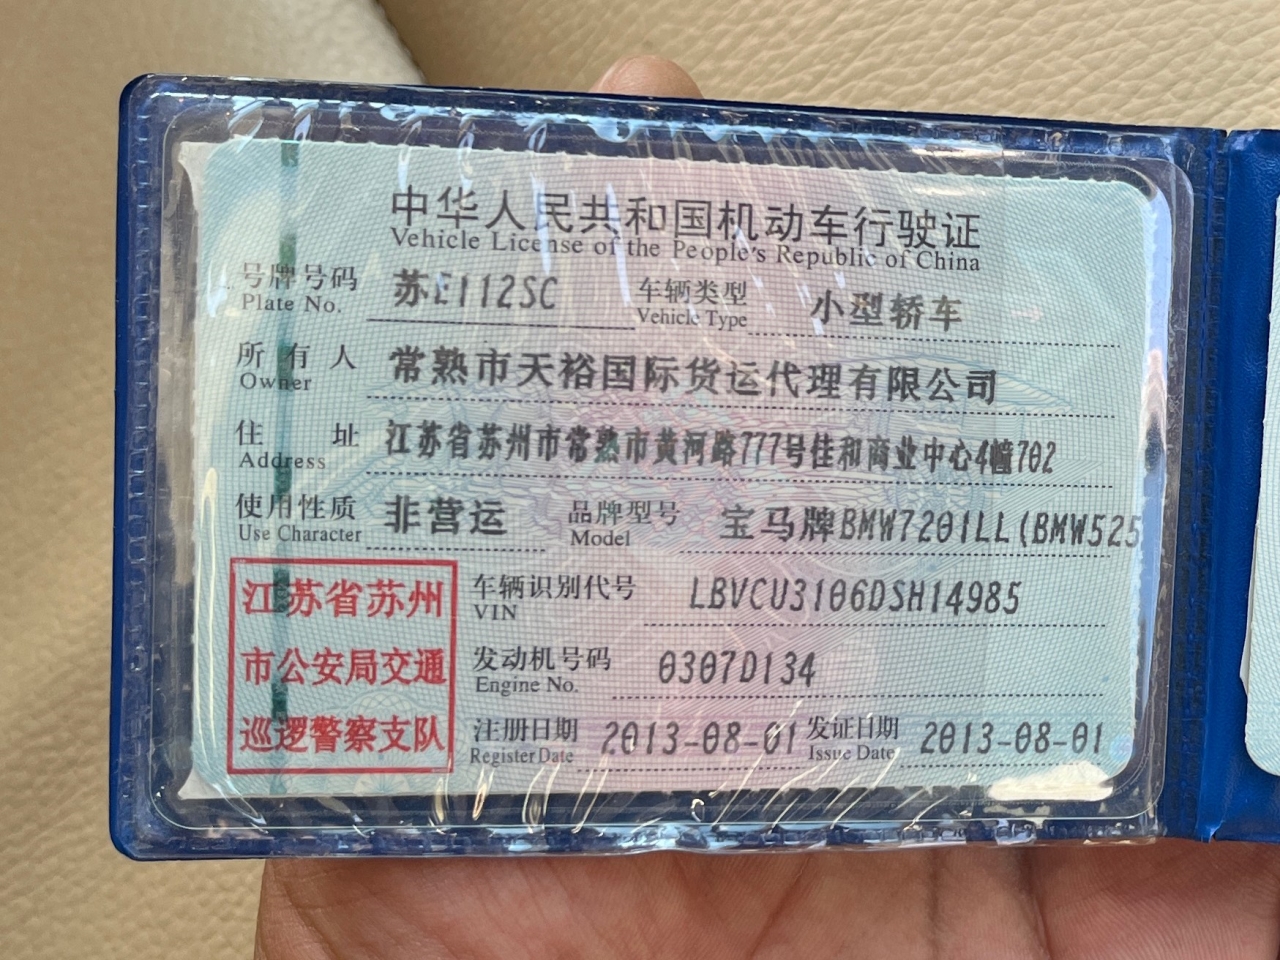 中华人民共和国机动车行驶证
Vehicle License of the People's Republic of China
号牌号码 苏E112SC 车辆类型 小型轿车
Plate No. Vehicle Type
所有人 常熟市天裕国际货运代理有限公司
Owner
住址 江苏省苏州市常熟市黄河路777号佳和商业中心4幢702
Address
使用性质 非营运 品牌型号 宝马牌BMW7201LL(BMW525
Use Character Model
江苏省苏州
市公安局交通
巡逻警察支队
车辆识别代号 LBVCU3106DSH14985
VIN
发动机号码 0307D134
Engine No.
注册日期 2013-08-01 发证日期 2013-08-01
Register Date Issue Date